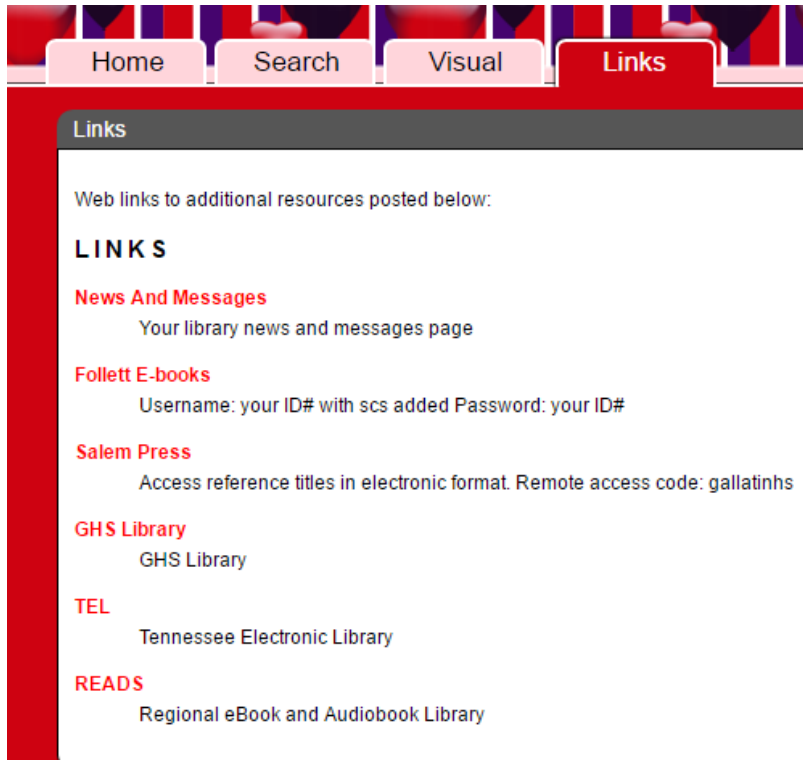 Home Search Visual Links
Links
Web links to additional resources posted below:
LINKS
News And Messages
Your library news and messages page
Follett E-books
Username: your ID# with scs added Password: your ID#
Salem Press
Access reference titles in electronic format. Remote access code: gallatinhs
GHS Library
GHS Library
TEL
Tennessee Electronic Library
READS
Regional eBook and Audiobook Library